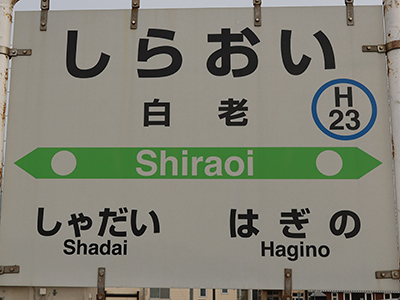 しらおい
白老
H
23
Shiraoi
しゃだい はぎの
Shadai Hagino